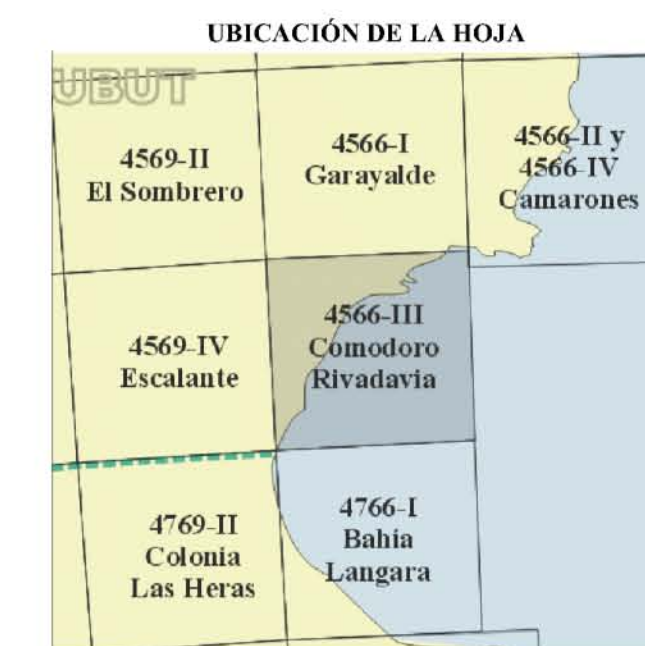 UBICACIÓN DE LA HOJA
UBUT
4569-II
El Sombrero
4566-I
Garayalde
4566-II y
4566-IV
Camarones
4569-IV
Escalante
4566-III
Comodoro
Rivadavia
4769-II
Colonia
Las Heras
4766-I
Bahia
Langara